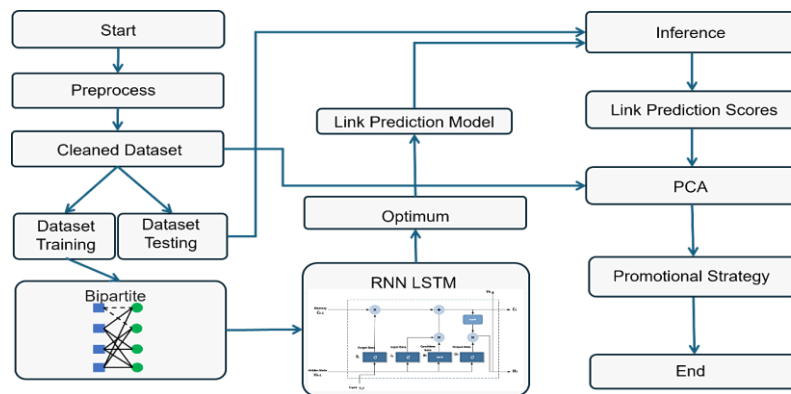 Start
Preprocess
Cleaned Dataset
Dataset
Training
Dataset
Testing
Bipartite
RNN LSTM
Optimum
Link Prediction Model
Inference
Link Prediction Scores
PCA
Promotional Strategy
End